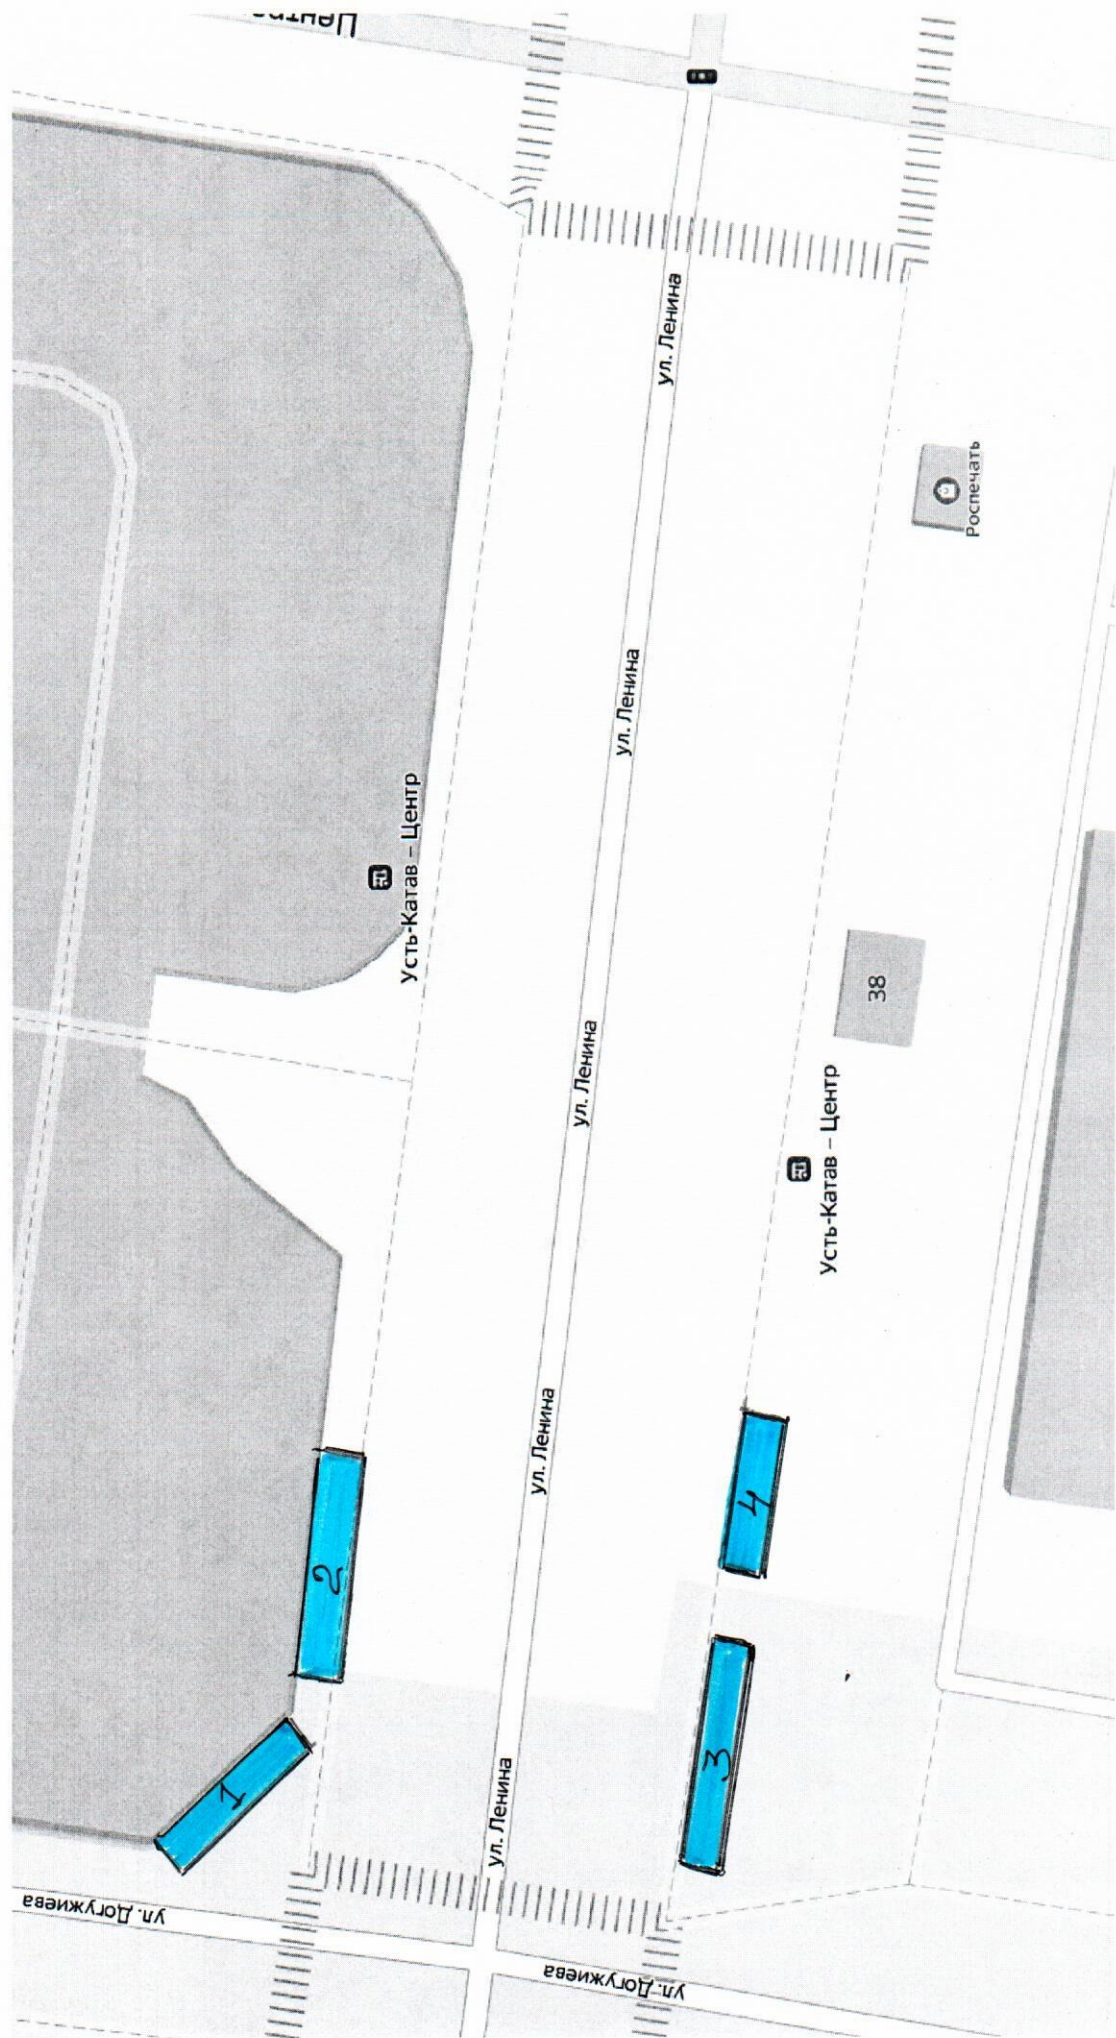 ул. Ленина
Роспечать
ул. Ленина
Усть-Катав – Центр
38
ул. Ленина
Усть-Катав – Центр
ул. Ленина
2
4
1
3
ул. Ленина
ул. Догужиева
ул. Догужиева